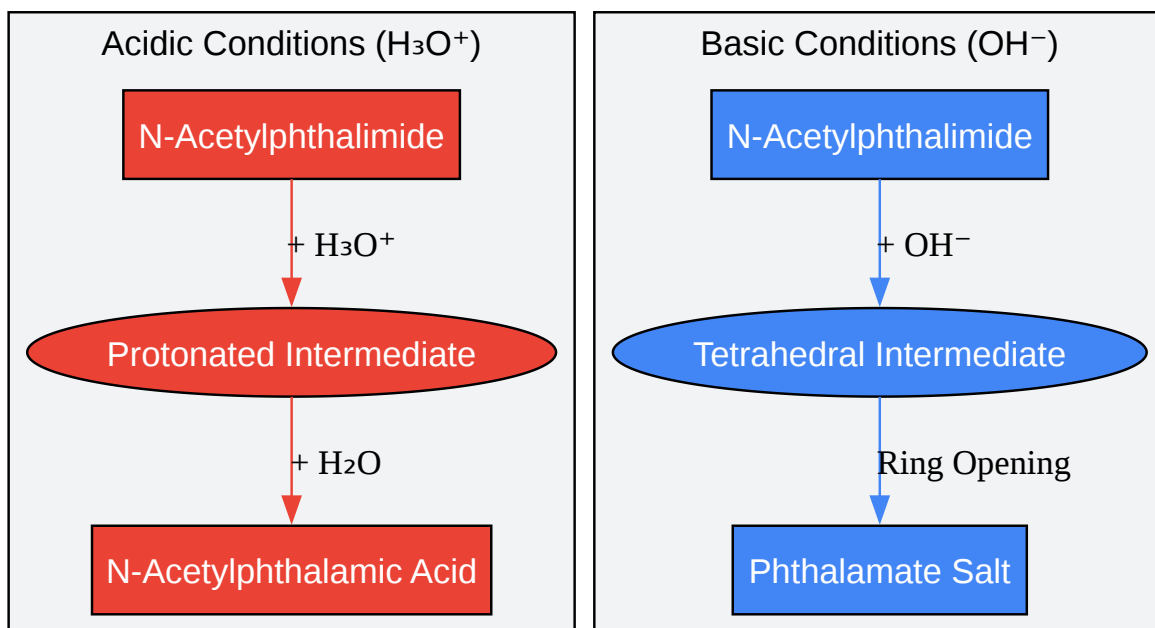 Acidic Conditions (H₃O⁺)
N-Acetylphthalimide
+ H₃O⁺
Protonated Intermediate
+ H₂O
N-Acetylphthalamic Acid
Basic Conditions (OH⁻)
N-Acetylphthalimide
+ OH⁻
Tetrahedral Intermediate
Ring Opening
Phthalamate Salt